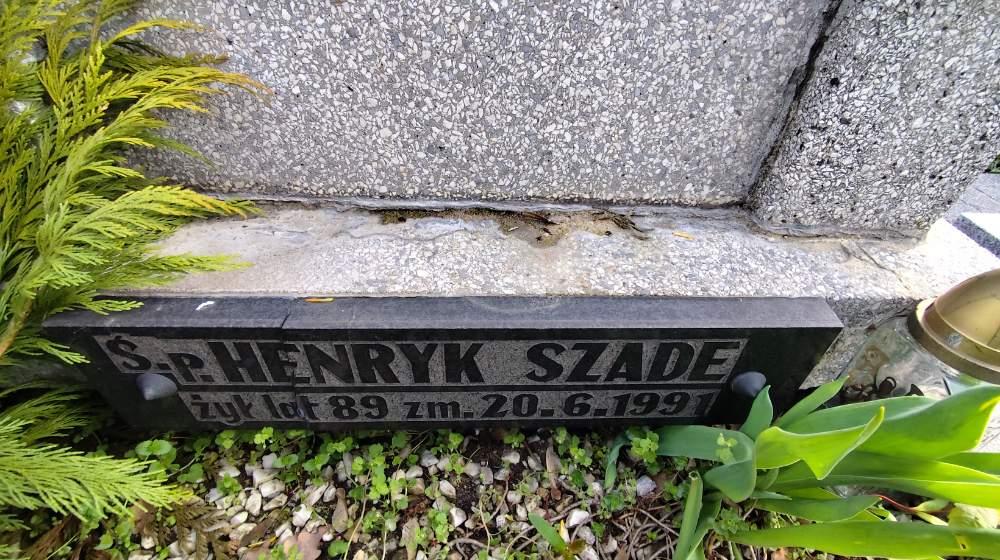 Ś.P. HENRYK SZADE
żył lat 89 zm. 20.6.1991